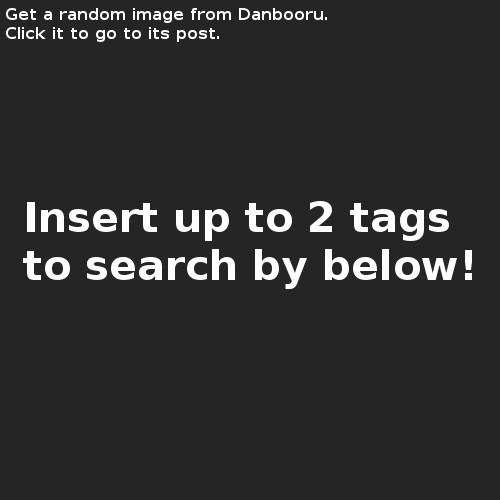 Get a random image from Danbooru.
Click it to go to its post.
Insert up to 2 tags
to search by below!